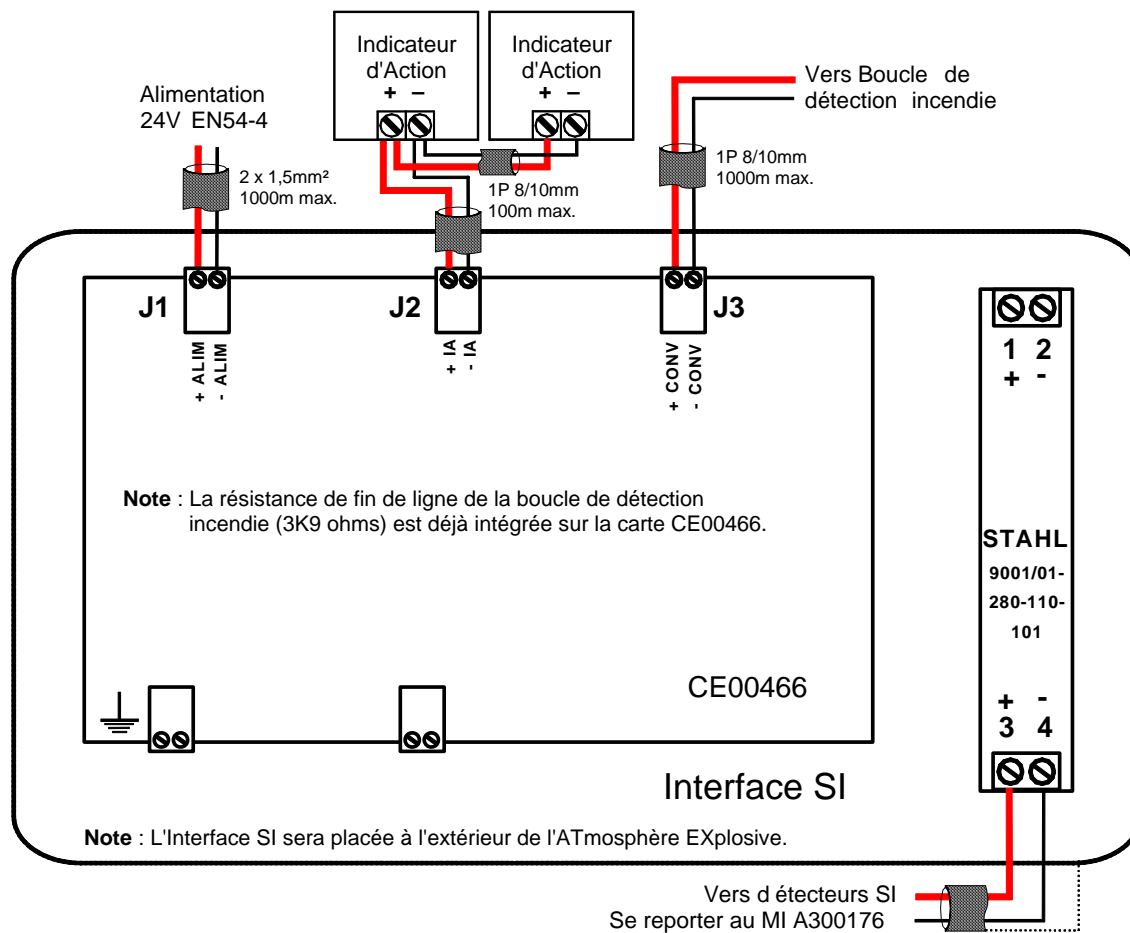 Indicateur
d'Action
+ –
Indicateur
d'Action
+ –
Vers Boucle de
détection incendie
Alimentation
24V EN54-4
2 x 1,5mm²
1000m max.
1P 8/10mm
100m max.
1P 8/10mm
1000m max.
J1
J2
J3
+ ALIM
- ALIM
+ IA
- IA
+ CONV
- CONV
1 2
+ -
Note : La résistance de fin de ligne de la boucle de détection
incendie (3K9 ohms) est déjà intégrée sur la carte CE00466.
STAHL
9001/01-
280-110-
101
CE00466
+ -
3 4
Interface SI
Note : L'Interface SI sera placée à l'extérieur de l'ATmosphère EXplosive.
Vers d étecteurs SI
Se reporter au MI A300176